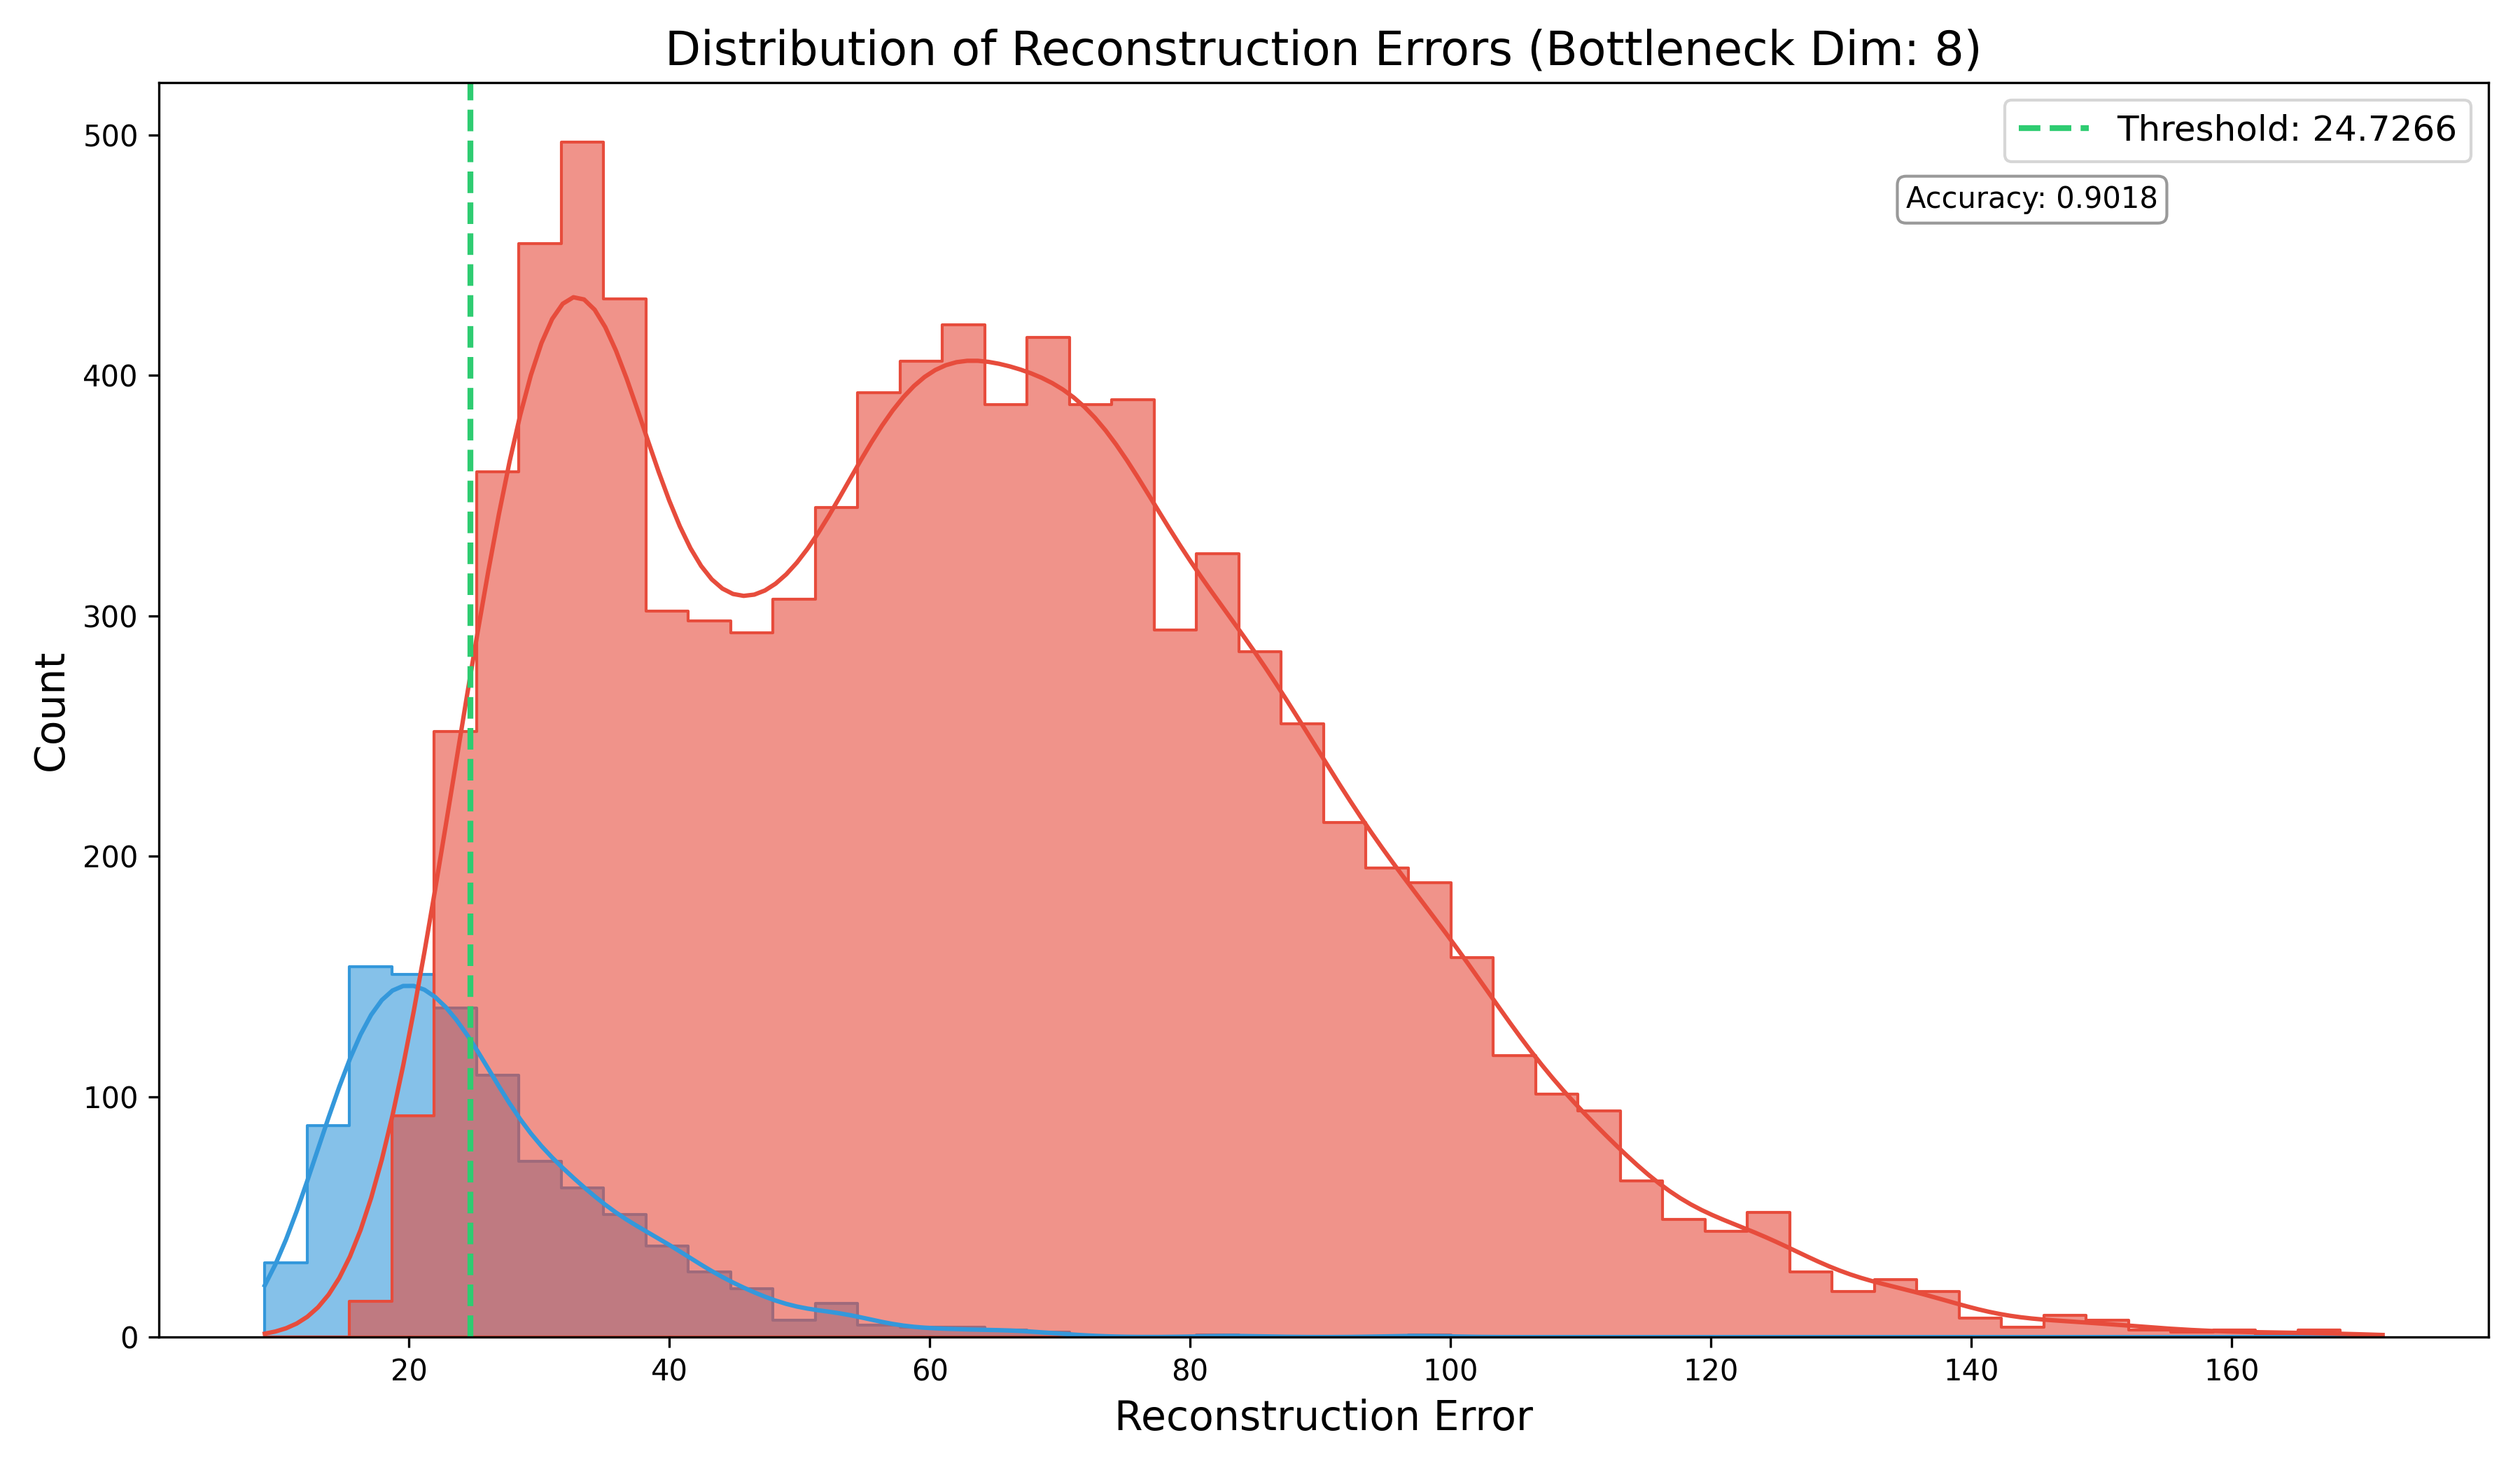 Distribution of Reconstruction Errors (Bottleneck Dim: 8)
Threshold: 24.7266
Accuracy: 0.9018
500
400
300
200
100
0
Count
20 40 60 80 100 120 140 160
Reconstruction Error